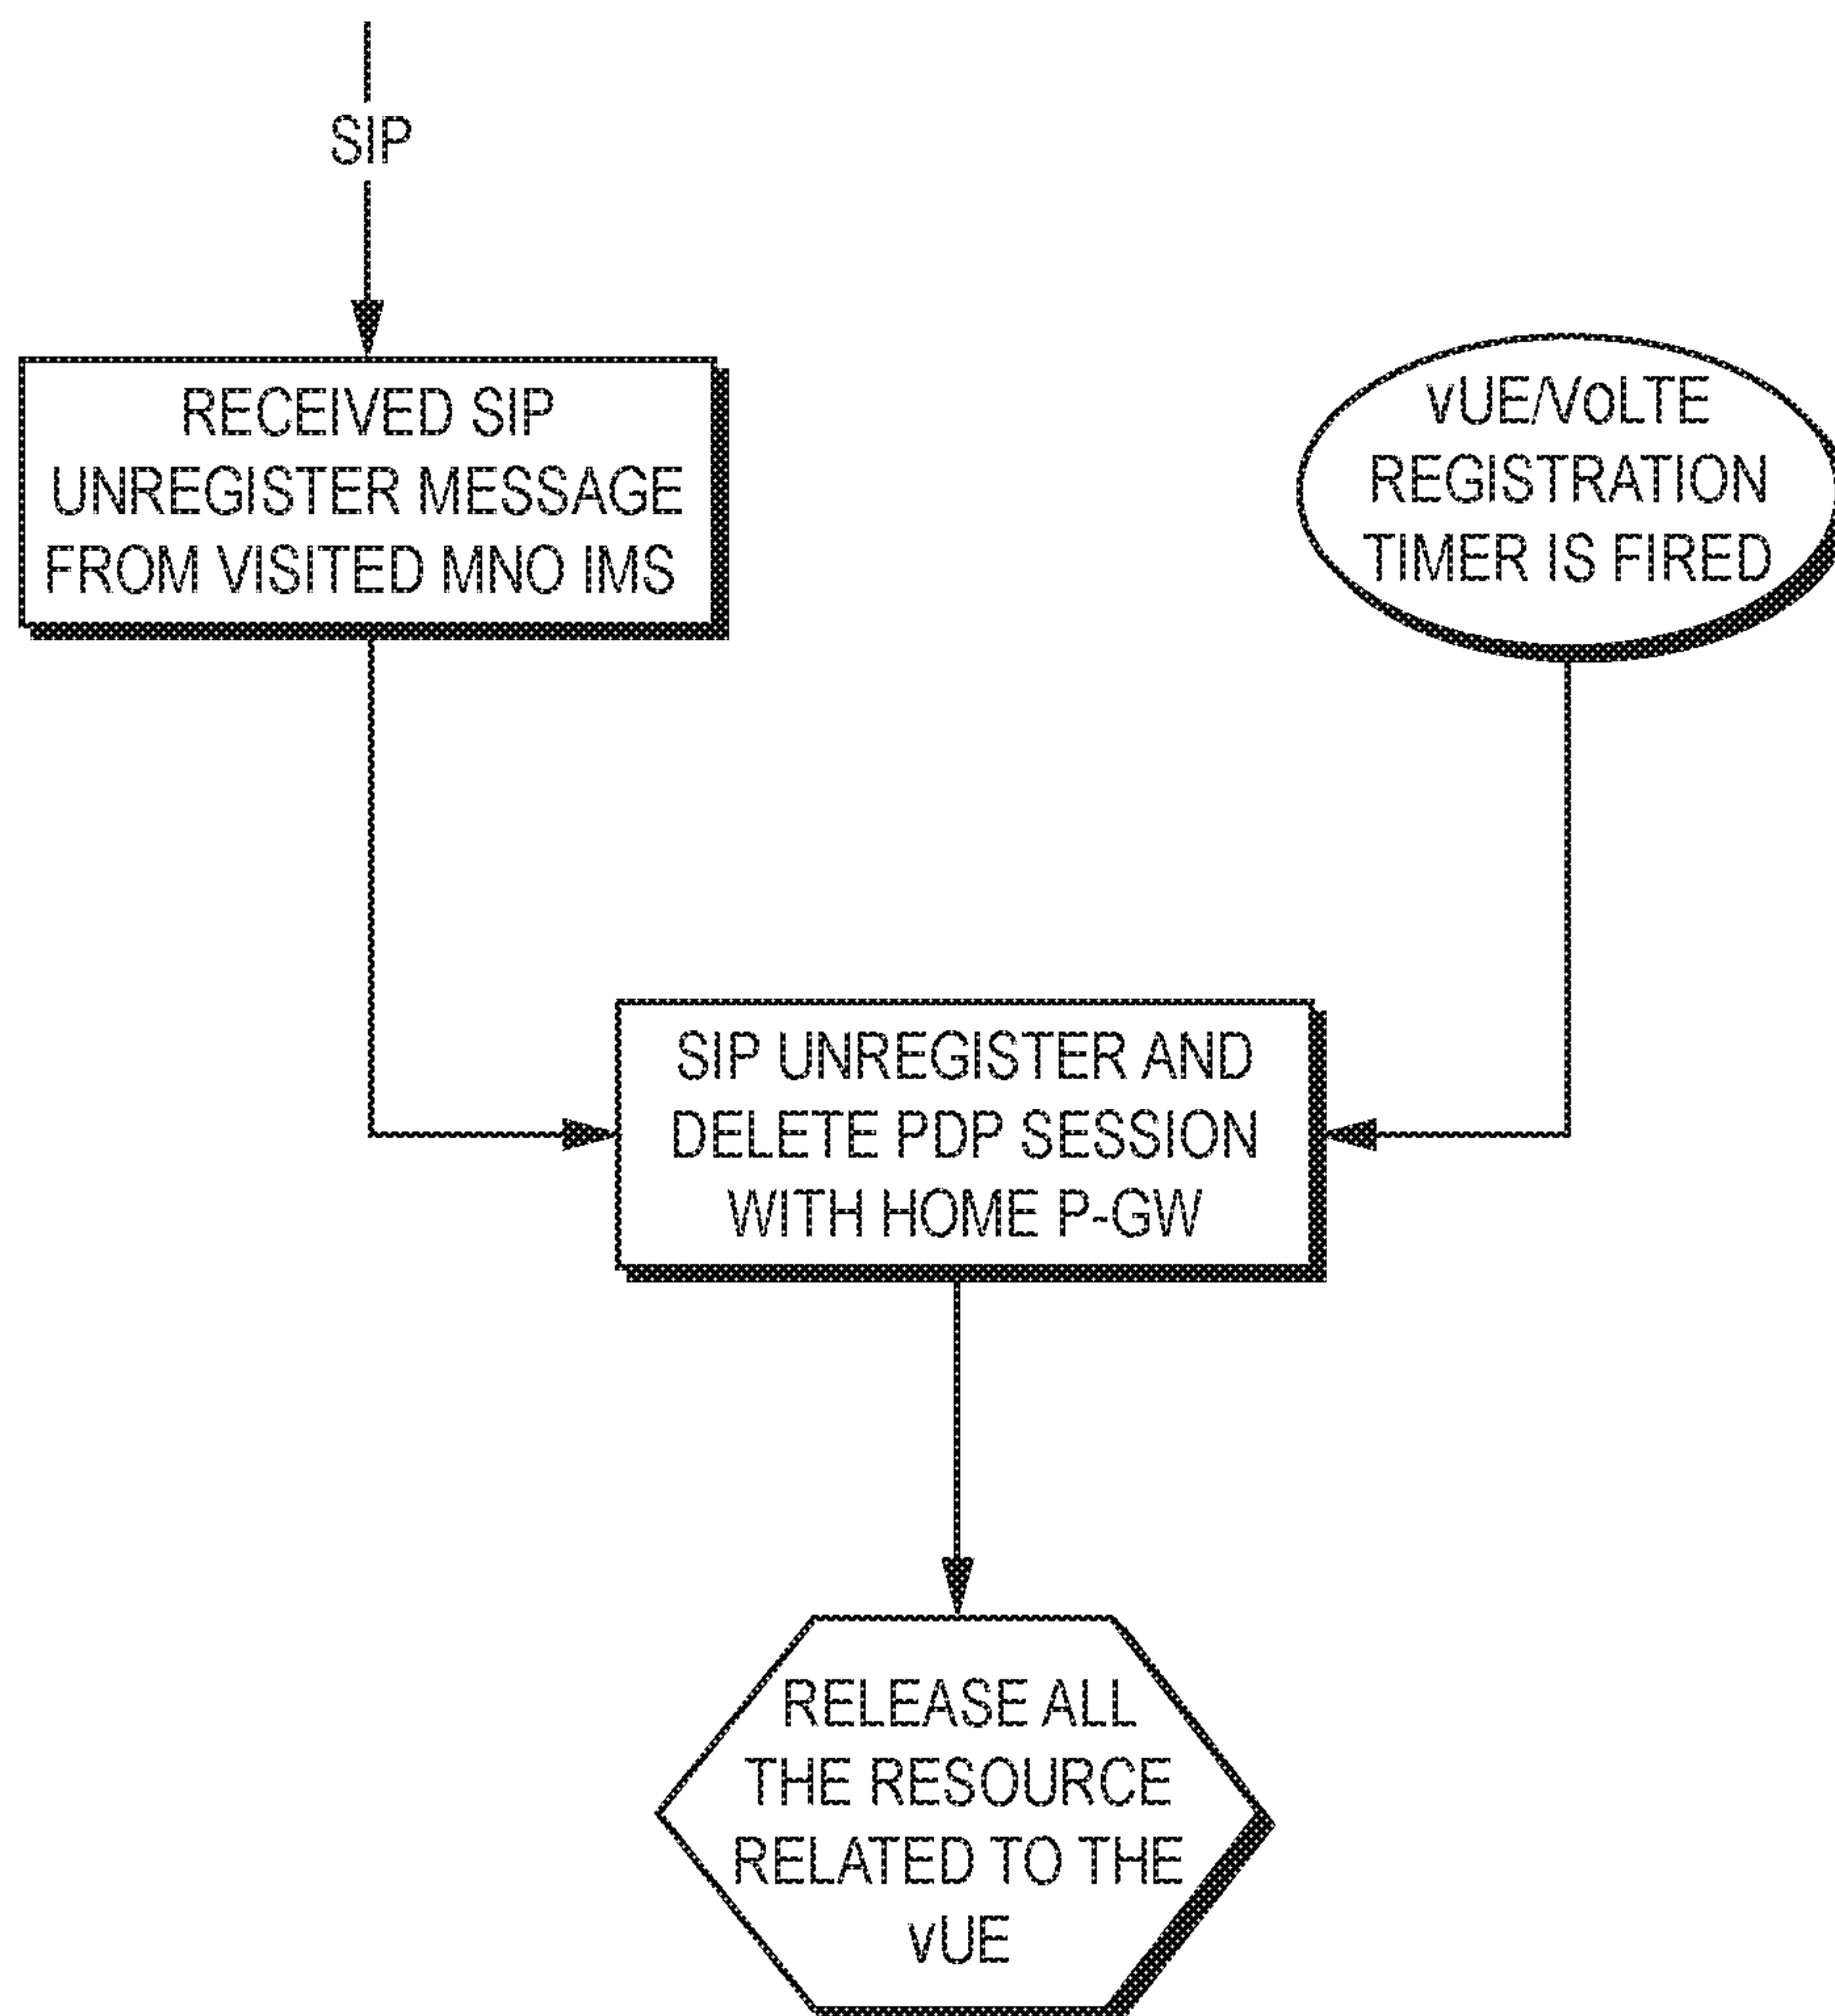 SIP
RECEIVED SIP
UNREGISTER MESSAGE
FROM VISITED MNO IMS
vUE/VoLTE
REGISTRATION
TIMER IS FIRED
SIP UNREGISTER AND
DELETE PDP SESSION
WITH HOME P-GW
RELEASE ALL
THE RESOURCE
RELATED TO THE
vUE